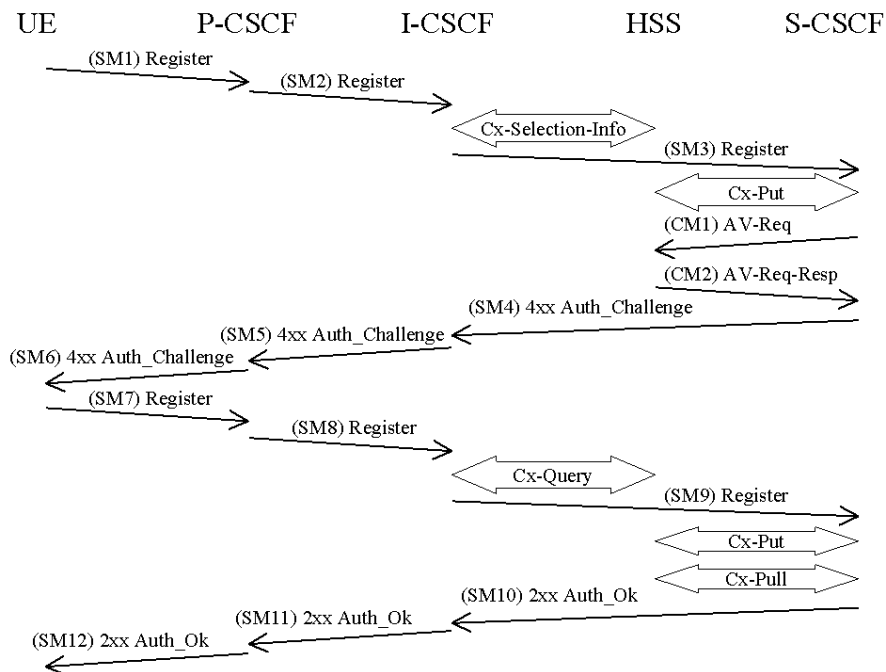 UE P-CSCF I-CSCF HSS S-CSCF
(SM1) Register
(SM2) Register
Cx-Selection-Info
(SM3) Register
Cx-Put
(CM1) AV-Req
(CM2) AV-Req-Resp
(SM4) 4xx Auth_Challenge
(SM5) 4xx Auth_Challenge
(SM6) 4xx Auth_Challenge
(SM7) Register
(SM8) Register
Cx-Query
(SM9) Register
Cx-Put
Cx-Pull
(SM10) 2xx Auth_Ok
(SM11) 2xx Auth_Ok
(SM12) 2xx Auth_Ok